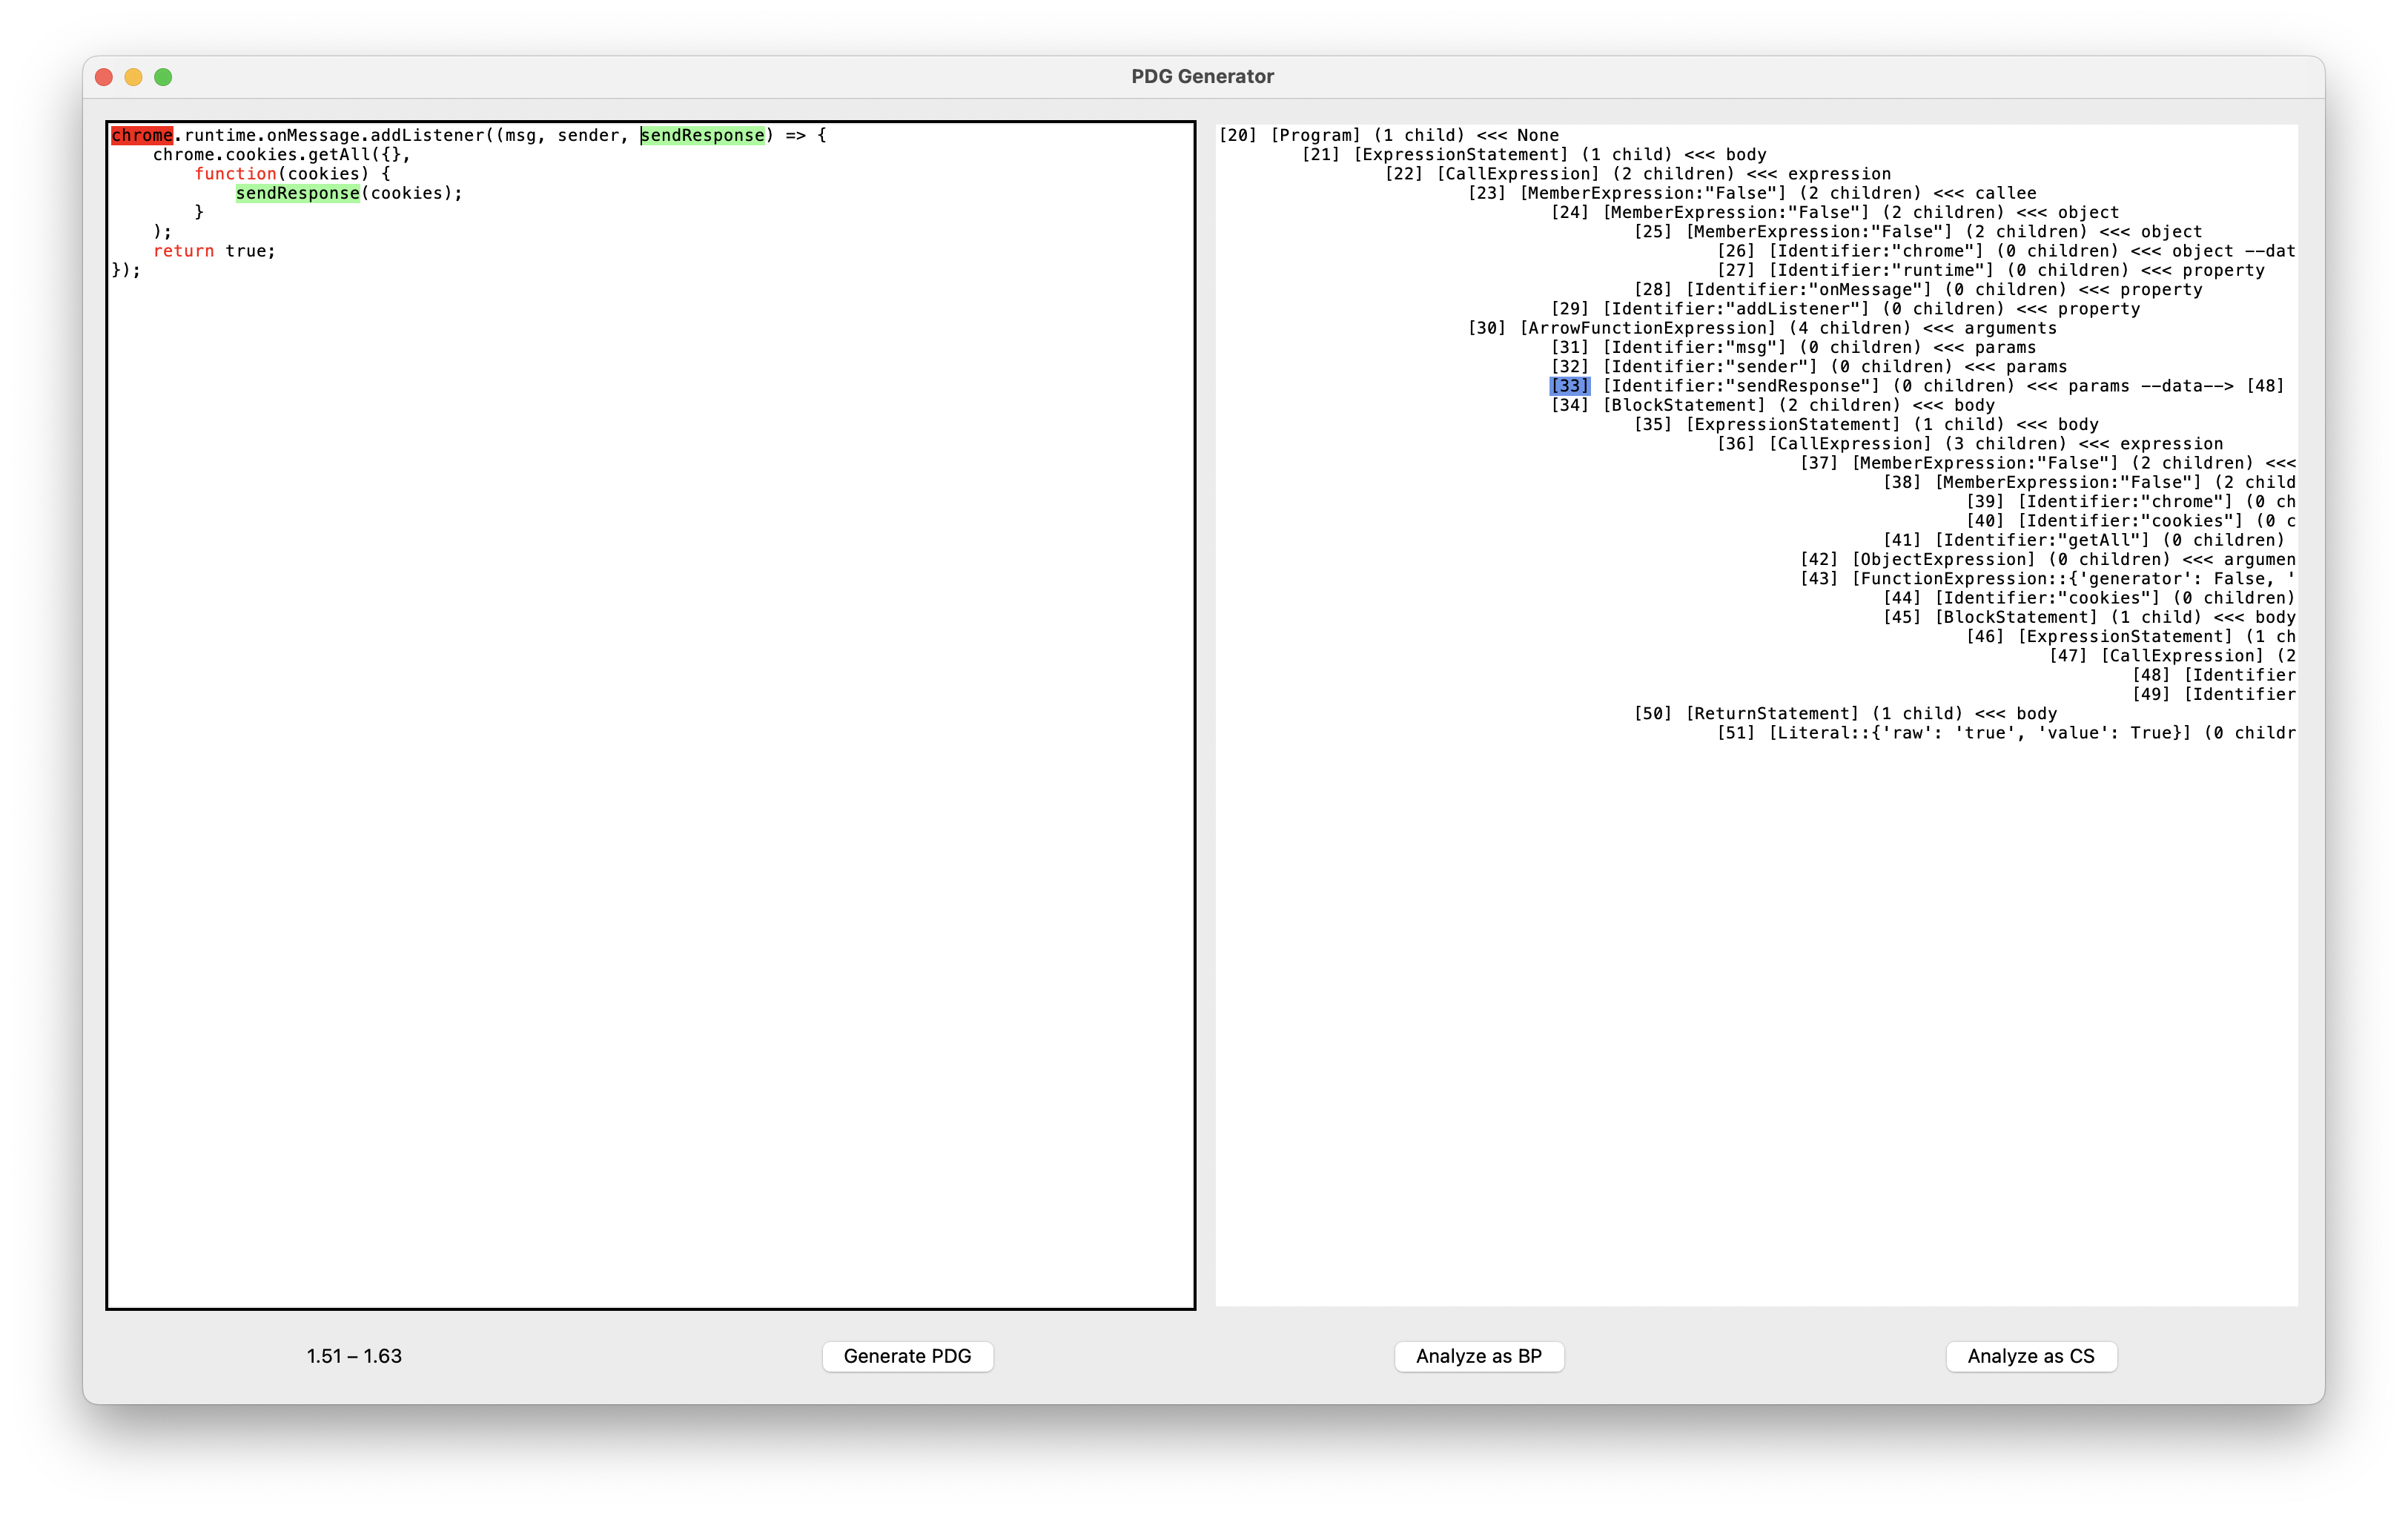 PDG Generator
chrome.runtime.onMessage.addListener((msg, sender, sendResponse) => {
    chrome.cookies.getAll({},
        function(cookies) {
            sendResponse(cookies);
        }
    );
    return true;
});
[20] [Program] (1 child) <<< None
[21] [ExpressionStatement] (1 child) <<< body
[22] [CallExpression] (2 children) <<< expression
[23] [MemberExpression:"False"] (2 children) <<< callee
[24] [MemberExpression:"False"] (2 children) <<< object
[25] [MemberExpression:"False"] (2 children) <<< object
[26] [Identifier:"chrome"] (0 children) <<< object --dat
[27] [Identifier:"runtime"] (0 children) <<< property
[28] [Identifier:"onMessage"] (0 children) <<< property
[29] [Identifier:"addListener"] (0 children) <<< property
[30] [ArrowFunctionExpression] (4 children) <<< arguments
[31] [Identifier:"msg"] (0 children) <<< params
[32] [Identifier:"sender"] (0 children) <<< params
[33] [Identifier:"sendResponse"] (0 children) <<< params --data--> [48]
[34] [BlockStatement] (2 children) <<< body
[35] [ExpressionStatement] (1 child) <<< body
[36] [CallExpression] (3 children) <<< expression
[37] [MemberExpression:"False"] (2 children) <<<
[38] [MemberExpression:"False"] (2 child
[39] [Identifier:"chrome"] (0 ch
[40] [Identifier:"cookies"] (0 c
[41] [Identifier:"getAll"] (0 children)
[42] [ObjectExpression] (0 children) <<< argumen
[43] [FunctionExpression::{'generator': False, '
[44] [Identifier:"cookies"] (0 children)
[45] [BlockStatement] (1 child) <<< body
[46] [ExpressionStatement] (1 ch
[47] [CallExpression] (2
[48] [Identifier
[49] [Identifier
[50] [ReturnStatement] (1 child) <<< body
[51] [Literal::{'raw': 'true', 'value': True}] (0 childr
1.51 – 1.63
Generate PDG
Analyze as BP
Analyze as CS